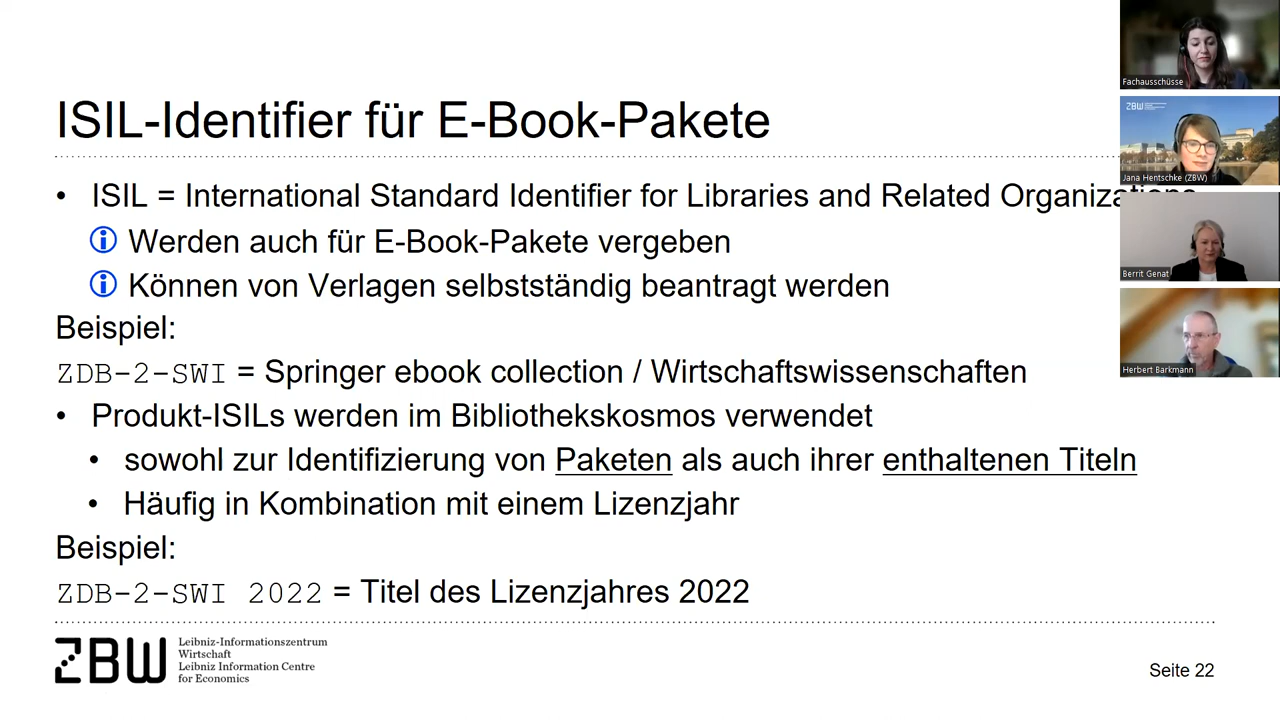 ISIL-Identifier für E-Book-Pakete
• ISIL = International Standard Identifier for Libraries and Related Organizations
Werden auch für E-Book-Pakete vergeben
Können von Verlagen selbstständig beantragt werden
Beispiel:
ZDB-2-SWI = Springer ebook collection / Wirtschaftswissenschaften
• Produkt-ISILs werden im Bibliothekskosmos verwendet
• sowohl zur Identifizierung von Paketen als auch ihrer enthaltenen Titeln
• Häufig in Kombination mit einem Lizenzjahr
Beispiel:
ZDB-2-SWI 2022 = Titel des Lizenzjahres 2022
ZBW
Leibniz-Informationszentrum
Wirtschaft
Leibniz Information Centre
for Economics
Seite 22
Fachausschüsse
ZBW
Jana Hentschke (ZBW)
Berrit Genat
Herbert Barkmann